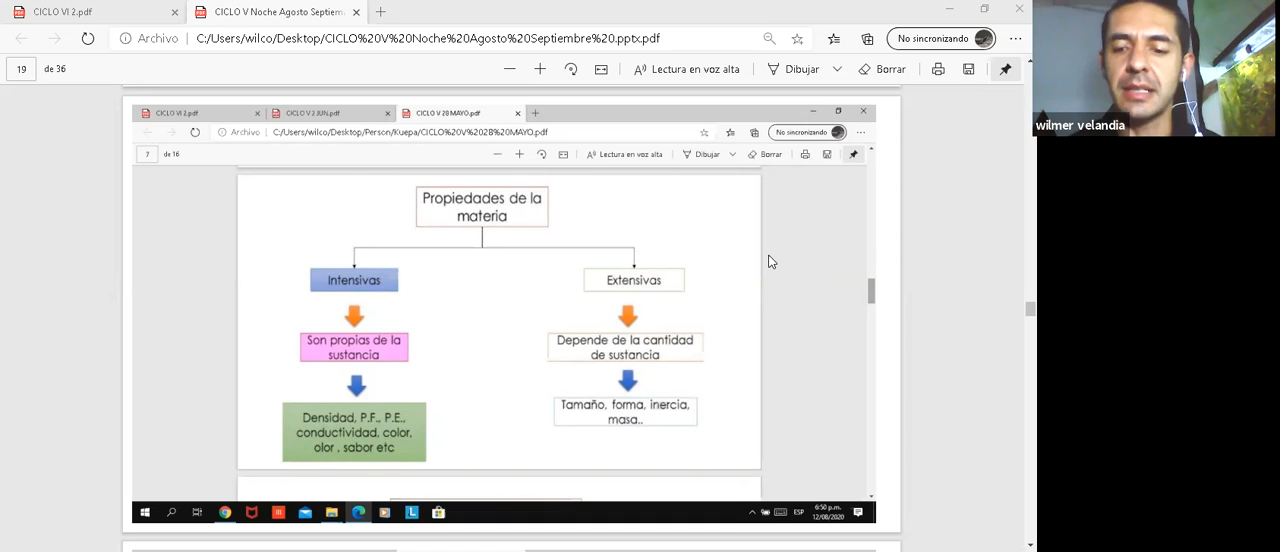 CICLO VI 2.pdf
CICLO V Noche Agosto Septiem
Archivo C:/Users/wilco/Desktop/CICLO%20V%20Noche%20Agosto%20Septiembre%20.pptx.pdf
No sincronizando
19 de 36
Lectura en voz alta
Dibujar
Borrar
wilmer velandia
CICLO VI 2.pdf
CICLO V 2 JUN.pdf
CICLO V 28 MAYO.pdf
Archivo C:/Users/wilco/Desktop/Person/Kuepa/CICLO%20V%2028%20MAYO.pdf
No sincronizando
7 de 16
Lectura en voz alta
Dibujar
Borrar
Propiedades de la
materia
Intensivas
Extensivas
Son propias de la
sustancia
Depende de la cantidad
de sustancia
Densidad, P.F., P.E.,
conductividad, color,
olor , sabor etc
Tamaño, forma, inercia,
masa..
ESP
6:50 p.m.
12/08/2020